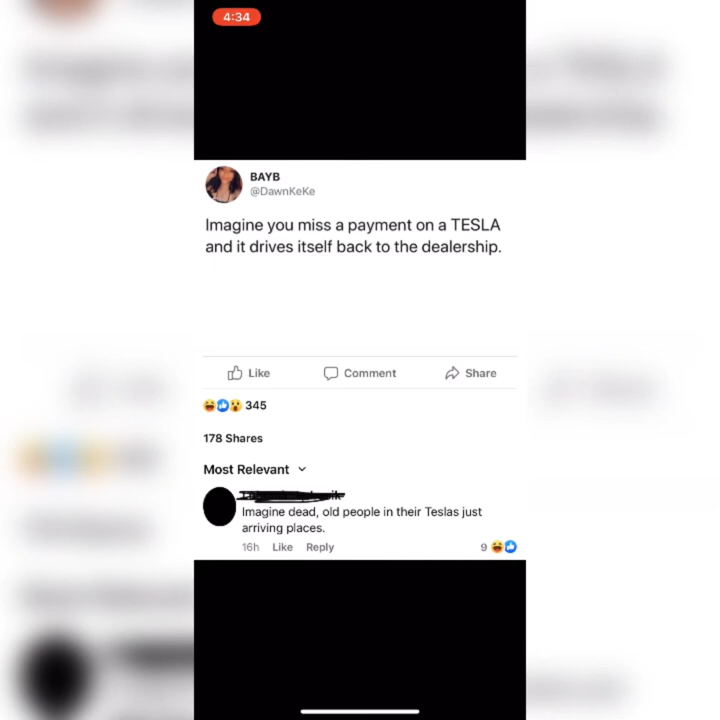 4:34
BAYB
@DawnKeKe
Imagine you miss a payment on a TESLA
and it drives itself back to the dealership.
Like Comment Share
345
178 Shares
Most Relevant
Imagine dead, old people in their Teslas just
arriving places.
16h Like Reply 9